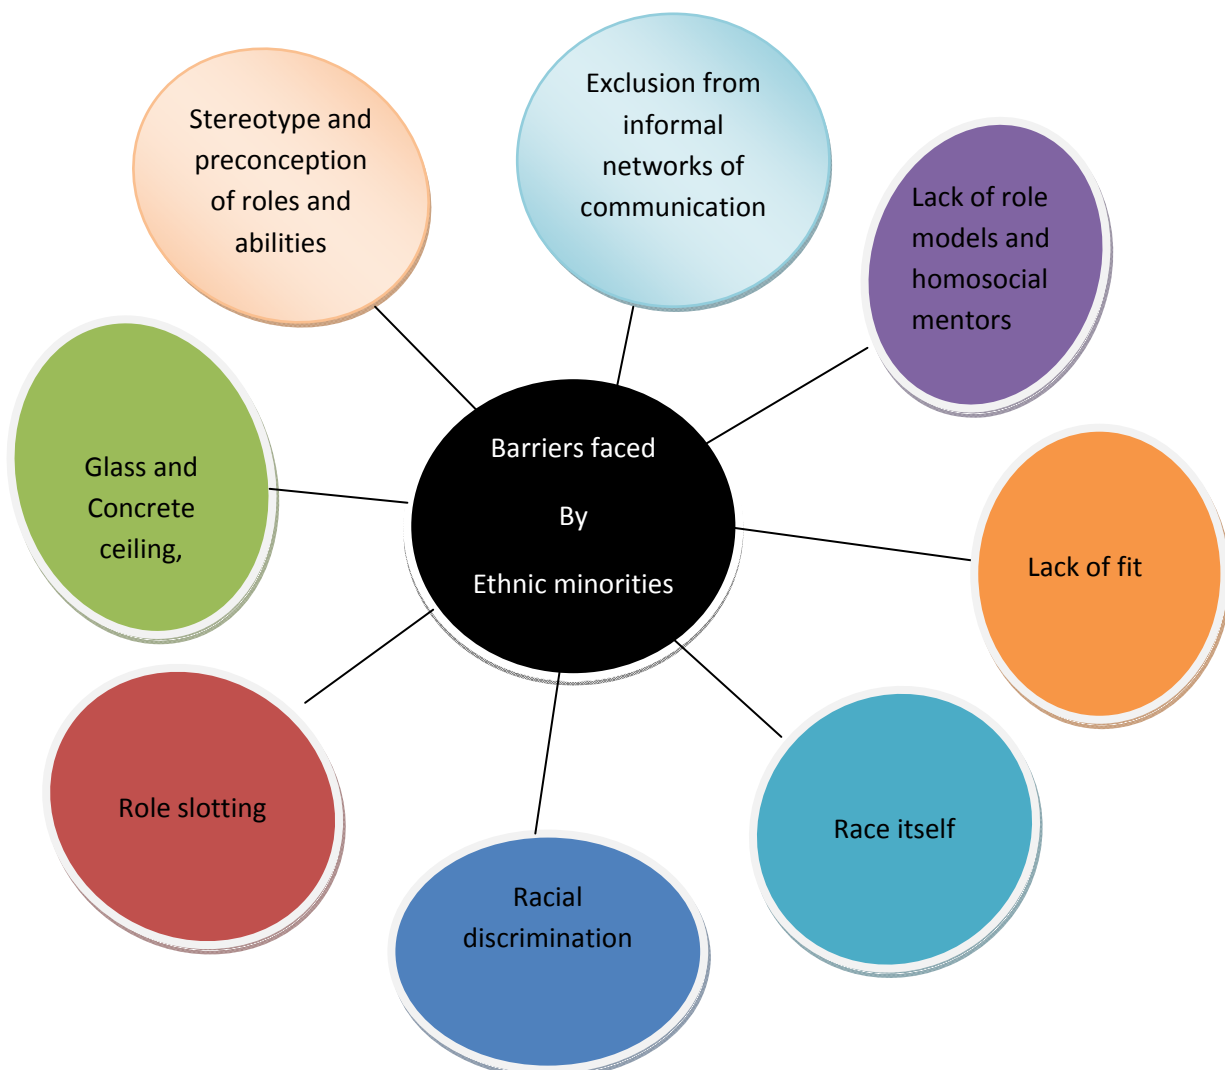 Stereotype and
preconception
of roles and
abilities
Exclusion from
informal
networks of
communication
Lack of role
models and
homosocial
mentors
Glass and
Concrete
ceiling,
Barriers faced
By
Ethnic minorities
Lack of fit
Role slotting
Race itself
Racial
discrimination